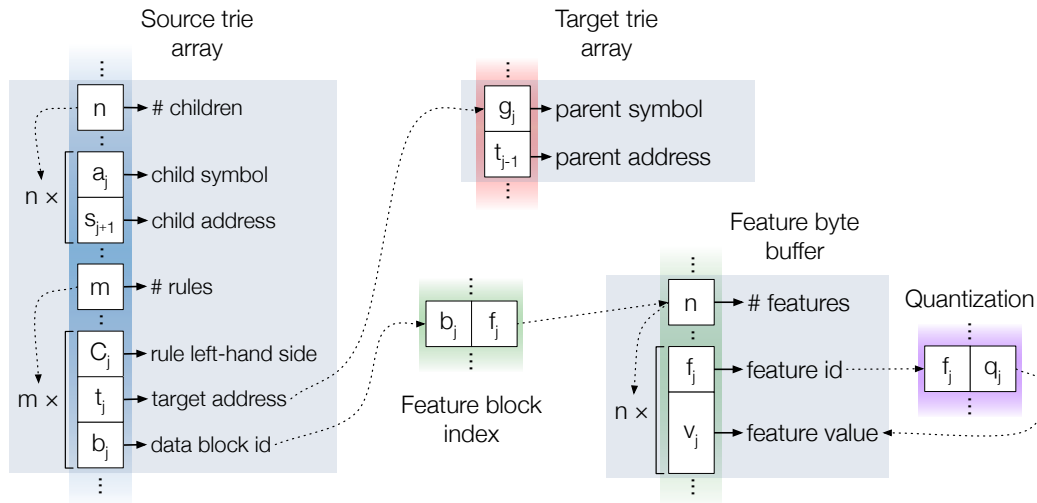 Source trie
array
n
# children
n ×
a_j
child symbol
s_{j+1}
child address
m
# rules
m ×
C_j
rule left-hand side
t_j
target address
b_j
data block id
Target trie
array
g_j
parent symbol
t_{j-1}
parent address
b_j f_j
Feature block
index
Feature byte
buffer
n
# features
n ×
f_j
feature id
v_j
feature value
Quantization
f_j q_j